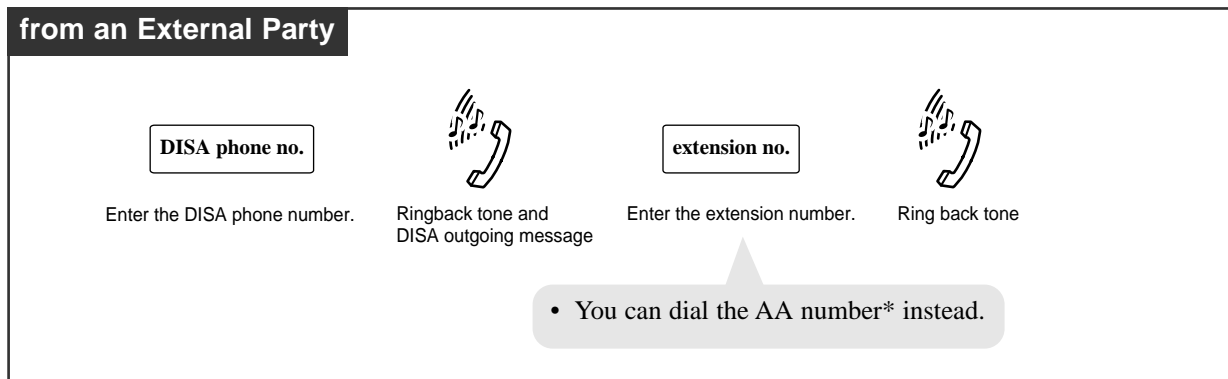 from an External Party
DISA phone no.
extension no.
Enter the DISA phone number.
Ringback tone and
DISA outgoing message
Enter the extension number.
Ring back tone
• You can dial the AA number* instead.